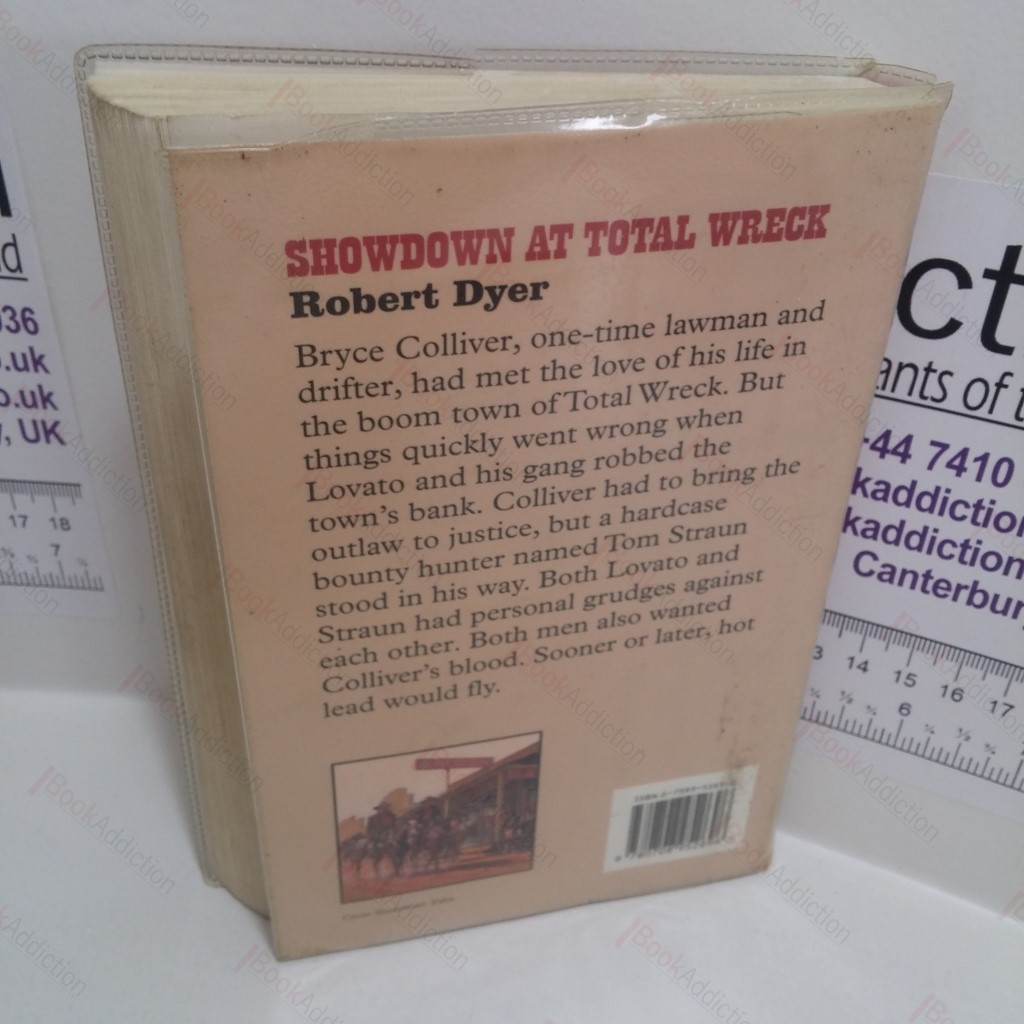 SHOWDOWN AT TOTAL WRECK
Robert Dyer
Bryce Colliver, one-time lawman and
drifter, had met the love of his life in
the boom town of Total Wreck. But
things quickly went wrong when
Lovato and his gang robbed the
town's bank. Colliver had to bring the
outlaw to justice, but a hardcase
bounty hunter named Tom Straun
stood in his way. Both Lovato and
Straun had personal grudges against
each other. Both men also wanted
Colliver's blood. Sooner or later, hot
lead would fly.
036
.co.uk
o.uk
, UK
17 18
7
ct
ants of t
-44 7410
kaddiction
kaddiction
Canterbur
3 14 15 16 17
6 7
BookAddiction